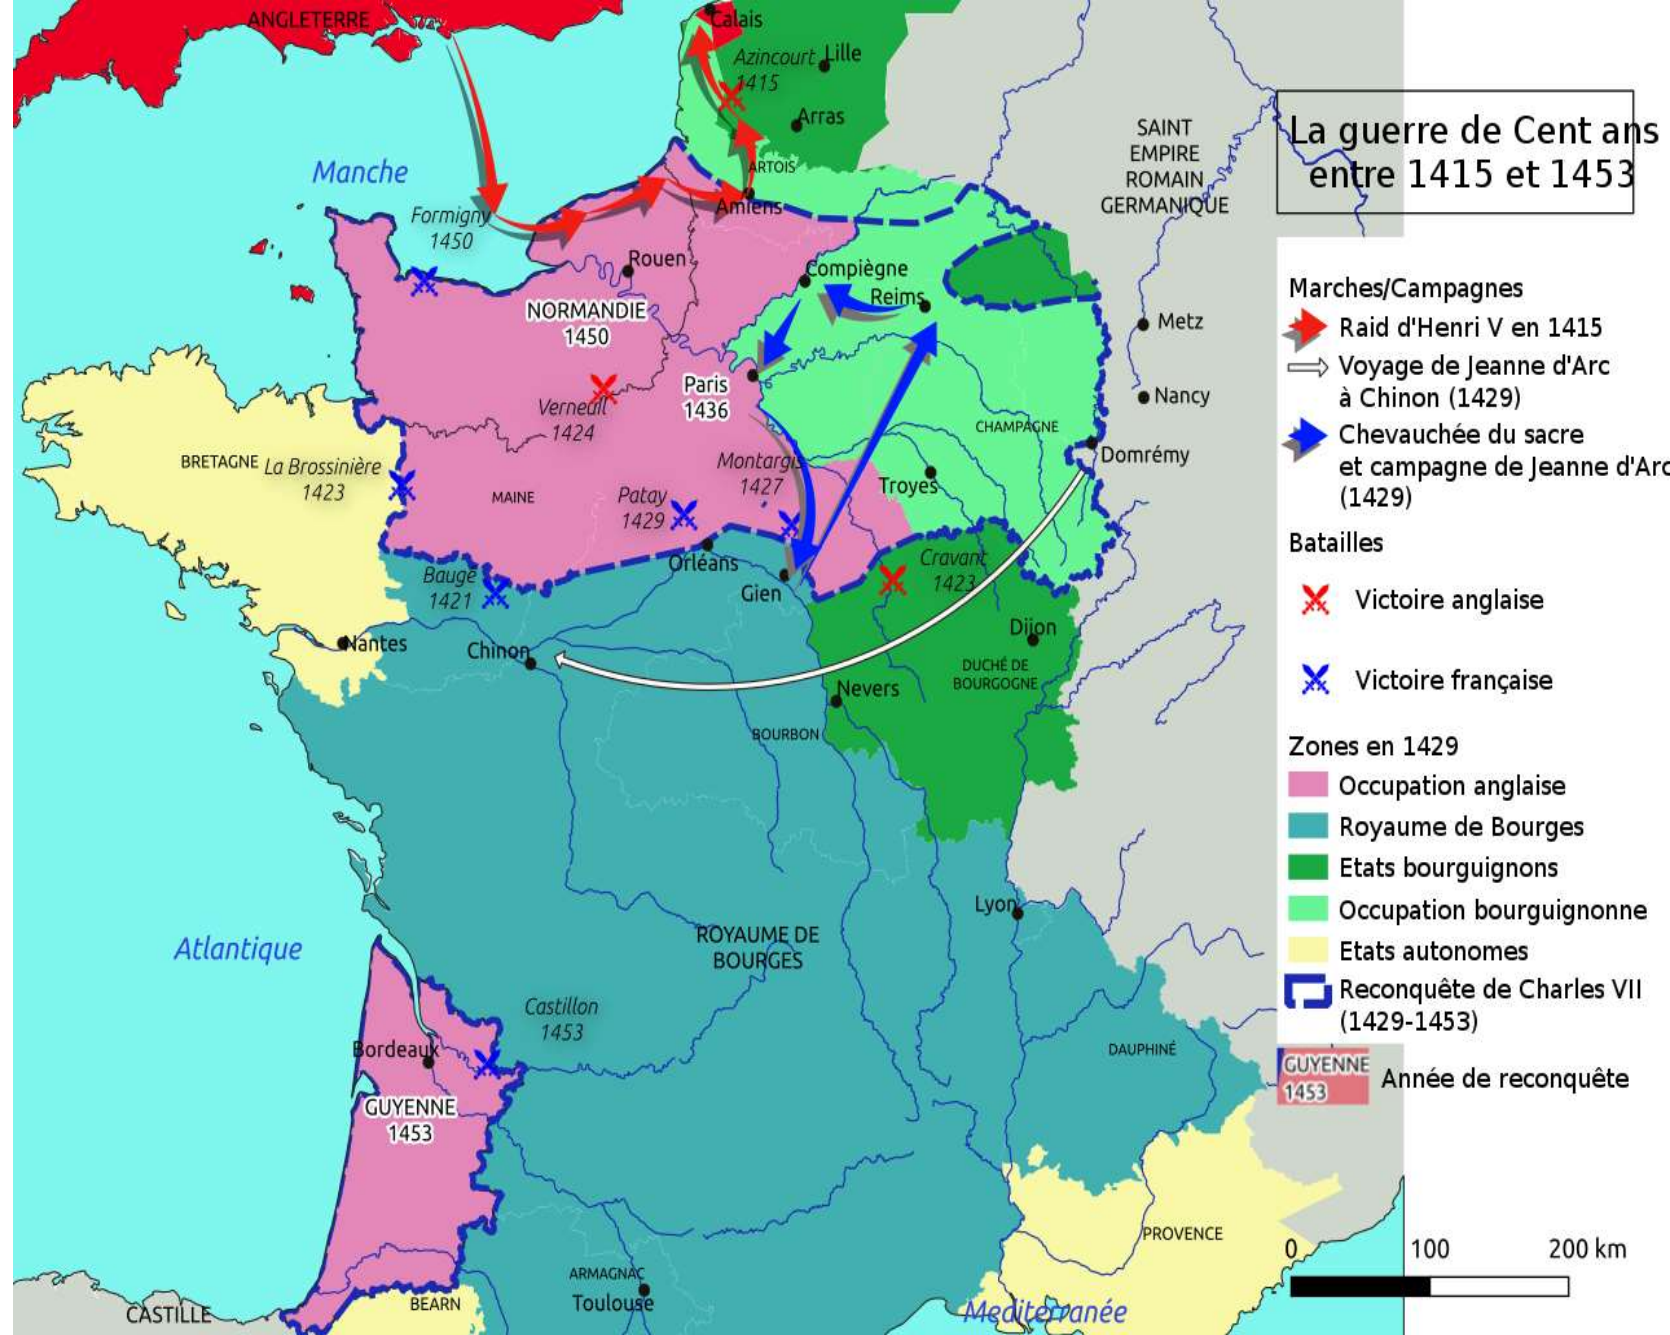 ANGLETERRE
Calais
Azincourt
1415
Lille
Arras
ARTOIS
Amiens
SAINT
EMPIRE
ROMAIN
GERMANIQUE
La guerre de Cent ans
entre 1415 et 1453
Manche
Formigny
1450
Rouen
NORMANDIE
1450
Compiègne
Reims
Metz
Nancy
Paris
1436
Verneuil
1424
CHAMPAGNE
Domrémy
BRETAGNE
La Brossinière
1423
MAINE
Patay
1429
Montargis
1427
Troyes
Orléans
Gien
Cravant
1423
Baugé
1421
Nantes
Chinon
Dijon
DUCHÉ DE
BOURGOGNE
Nevers
BOURBON
Lyon
Atlantique
ROYAUME DE
BOURGES
Castillon
1453
Bordeaux
GUYENNE
1453
DAUPHINÉ
PROVENCE
ARMAGNAC
Toulouse
BEARN
CASTILLE
Mediterranée
Marches/Campagnes
Raid d'Henri V en 1415
Voyage de Jeanne d'Arc
à Chinon (1429)
Chevauchée du sacre
et campagne de Jeanne d'Arc
(1429)
Batailles
Victoire anglaise
Victoire française
Zones en 1429
Occupation anglaise
Royaume de Bourges
Etats bourguignons
Occupation bourguignonne
Etats autonomes
Reconquête de Charles VII
(1429-1453)
GUYENNE
1453
Année de reconquête
0 100 200 km